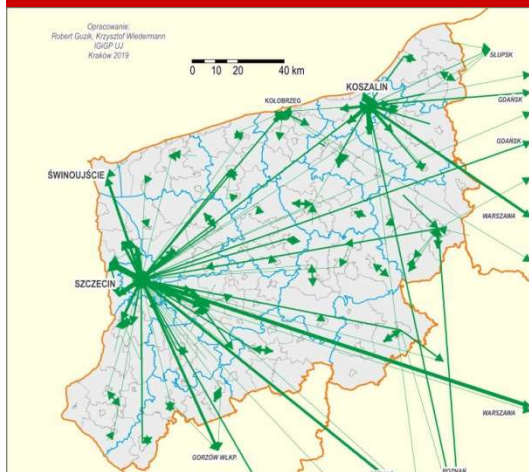 Opracowanie:
Robert Guzik, Krzysztof Wiedermann
IGiGP UJ
Kraków 2019
0 10 20 40 km
SŁUPSK
KOSZALIN
GDAŃSK
KOŁOBRZEG
GDAŃSK
ŚWINOUJŚCIE
WARSZAWA
SZCZECIN
WARSZAWA
GORZÓW WLKP.
POZNAŃ